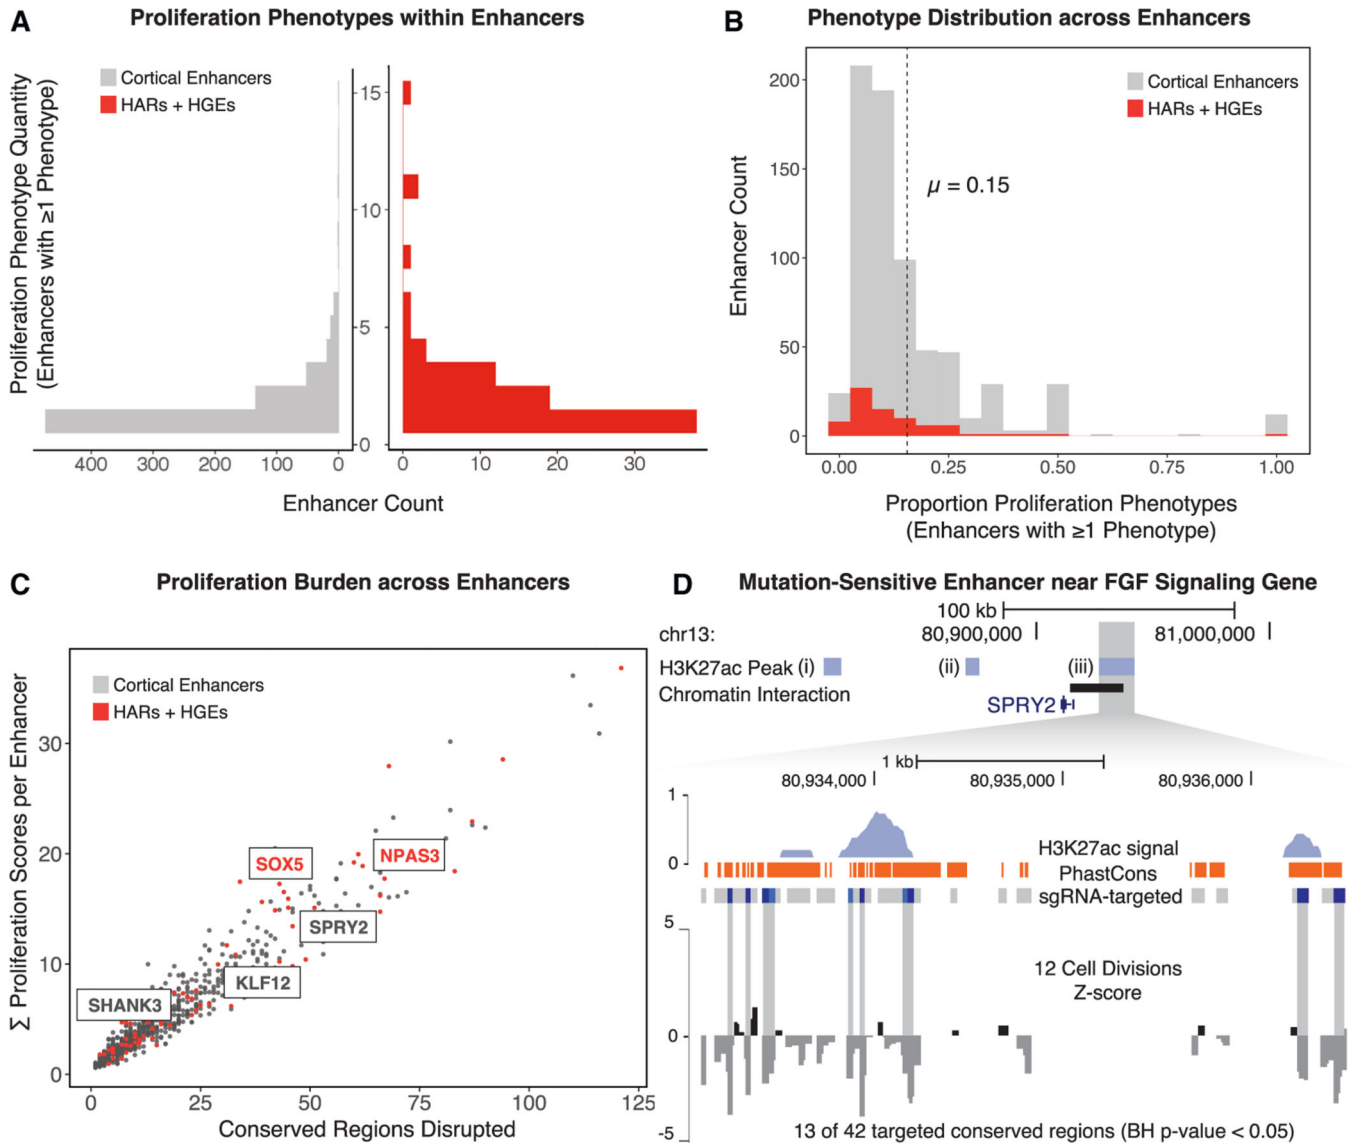 A
Proliferation Phenotypes within Enhancers
Proliferation Phenotype Quantity
(Enhancers with ≥1 Phenotype)
Cortical Enhancers
HARs + HGEs
15
10
5
0
400 300 200 100 0
0 10 20 30
Enhancer Count
B
Phenotype Distribution across Enhancers
Enhancer Count
200
150
100
50
0
Cortical Enhancers
HARs + HGEs
μ = 0.15
0.00 0.25 0.50 0.75 1.00
Proportion Proliferation Phenotypes
(Enhancers with ≥1 Phenotype)
C
Proliferation Burden across Enhancers
Σ Proliferation Scores per Enhancer
30
20
10
0
Cortical Enhancers
HARs + HGEs
SOX5
NPAS3
SPRY2
KLF12
SHANK3
0 25 50 75 100 125
Conserved Regions Disrupted
D
Mutation-Sensitive Enhancer near FGF Signaling Gene
100 kb
chr13:
80,900,000
81,000,000
H3K27ac Peak (i) (ii) (iii)
Chromatin Interaction
SPRY2
1 kb
80,934,000
80,935,000
80,936,000
1
0
H3K27ac signal
PhastCons
sgRNA-targeted
5
12 Cell Divisions
Z-score
0
-5
13 of 42 targeted conserved regions (BH p-value < 0.05)